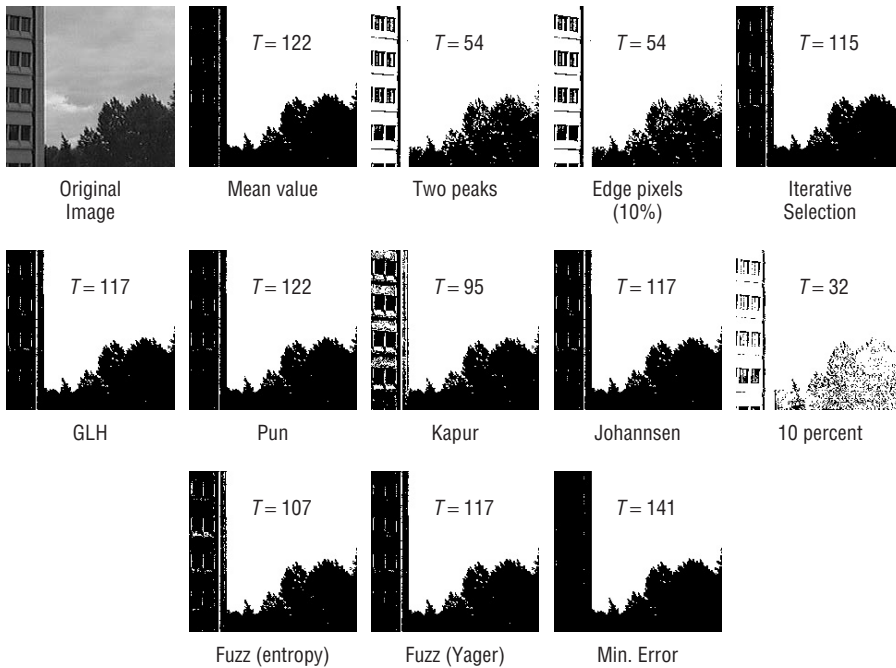 T = 122
T = 54
T = 54
T = 115
Original
Image
Mean value
Two peaks
Edge pixels
(10%)
Iterative
Selection
T = 117
T = 122
T = 95
T = 117
T = 32
GLH
Pun
Kapur
Johannsen
10 percent
T = 107
T = 117
T = 141
Fuzz (entropy)
Fuzz (Yager)
Min. Error